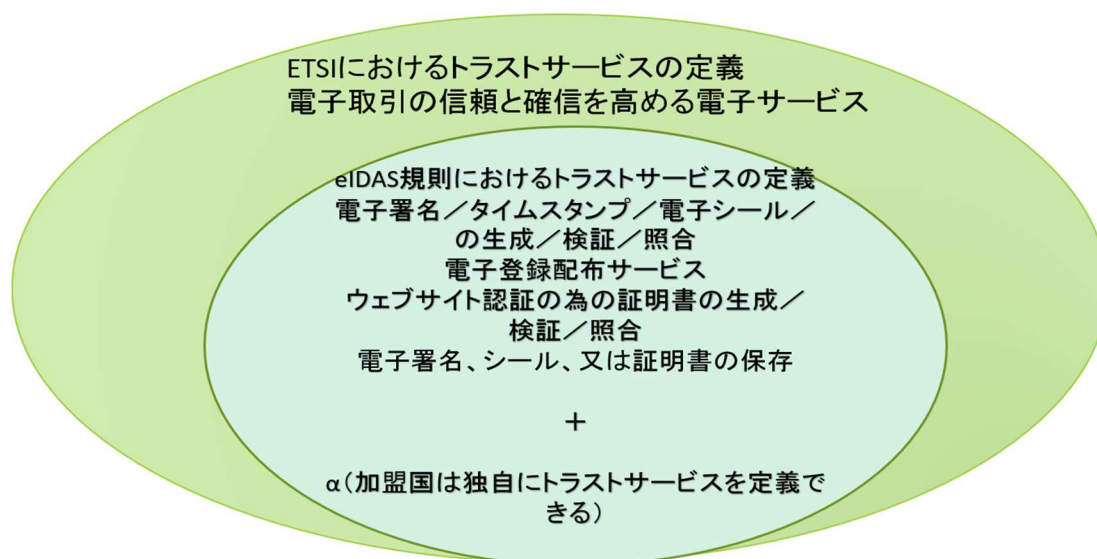 ETSIにおけるトラストサービスの定義
電子取引の信頼と確信を高める電子サービス
eIDAS規則におけるトラストサービスの定義
電子署名／タイムスタンプ／電子シール／
の生成／検証／照合
電子登録配布サービス
ウェブサイト認証の為の証明書の生成／
検証／照合
電子署名、シール、又は証明書の保存
＋
α（加盟国は独自にトラストサービスを定義で
きる）